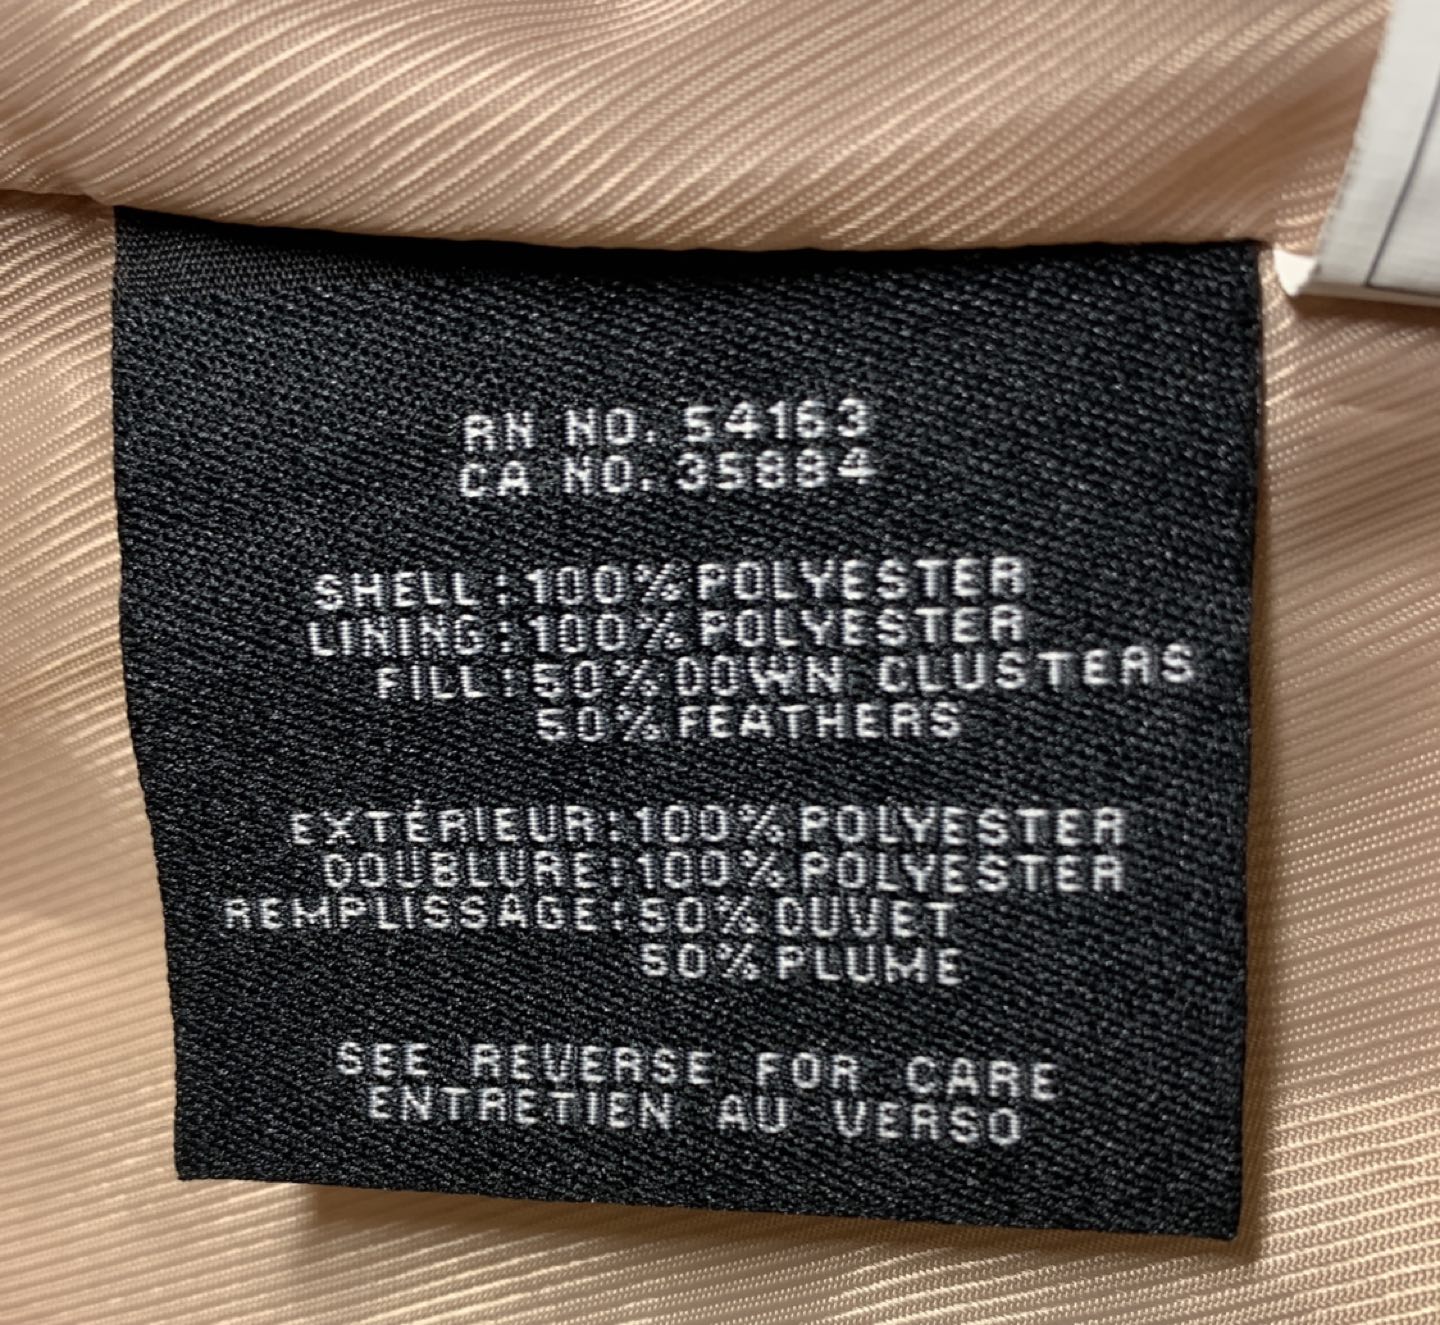 RN NO. 54163
CA NO. 35884
SHELL:100%POLYESTER
LINING:100%POLYESTER
FILL:50%DOWN CLUSTERS
50%FEATHERS
EXTÉRIEUR:100%POLYESTER
DOUBLURE:100%POLYESTER
REMPLISSAGE:50%DUVET
50%PLUME
SEE REVERSE FOR CARE
ENTRETIEN AU VERSO